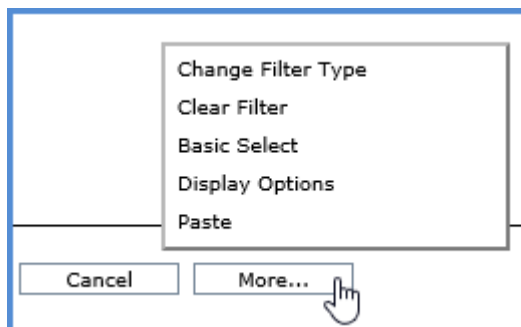 Change Filter Type
Clear Filter
Basic Select
Display Options
Paste
Cancel More...